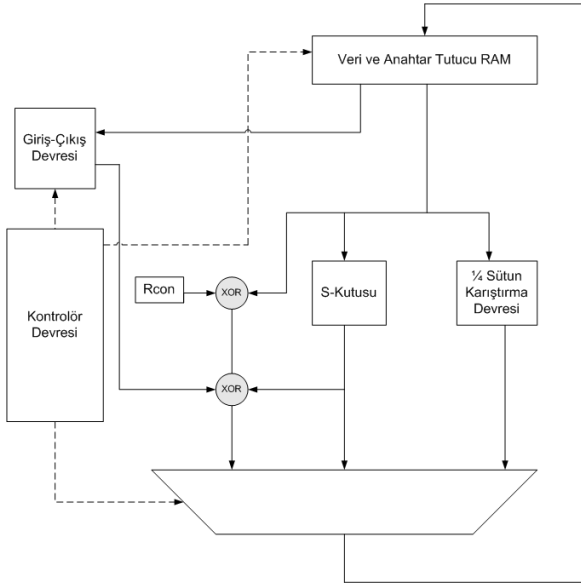 Veri ve Anahtar Tutucu RAM
Giriş-Çıkış
Devresi
Kontrolör
Devresi
Rcon
XOR
S-Kutusu
¼ Sütun
Karıştırma
Devresi
XOR